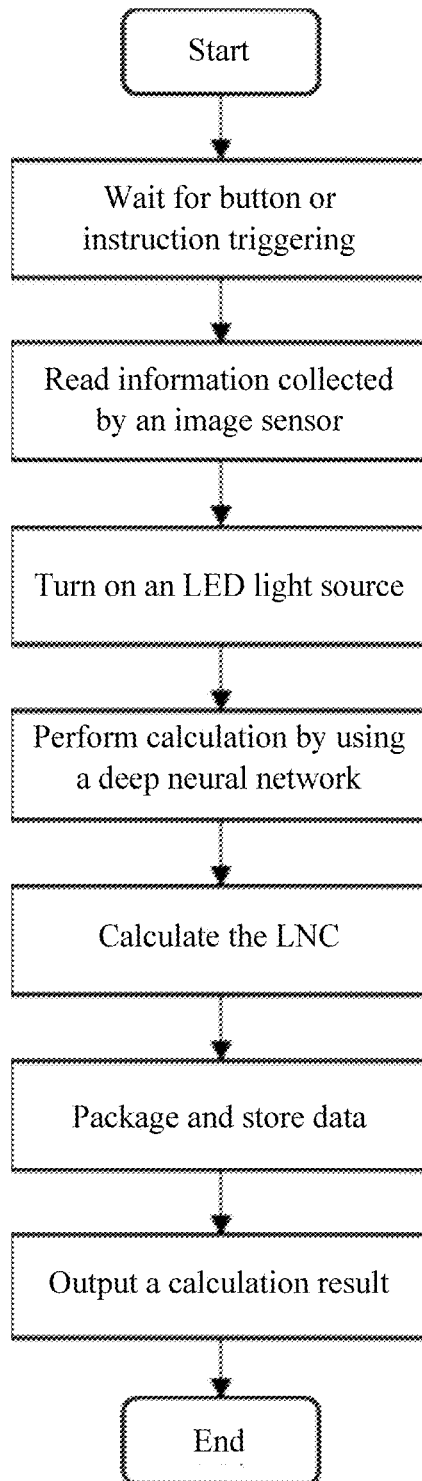 Start
Wait for button or
instruction triggering
Read information collected
by an image sensor
Turn on an LED light source
Perform calculation by using
a deep neural network
Calculate the LNC
Package and store data
Output a calculation result
End